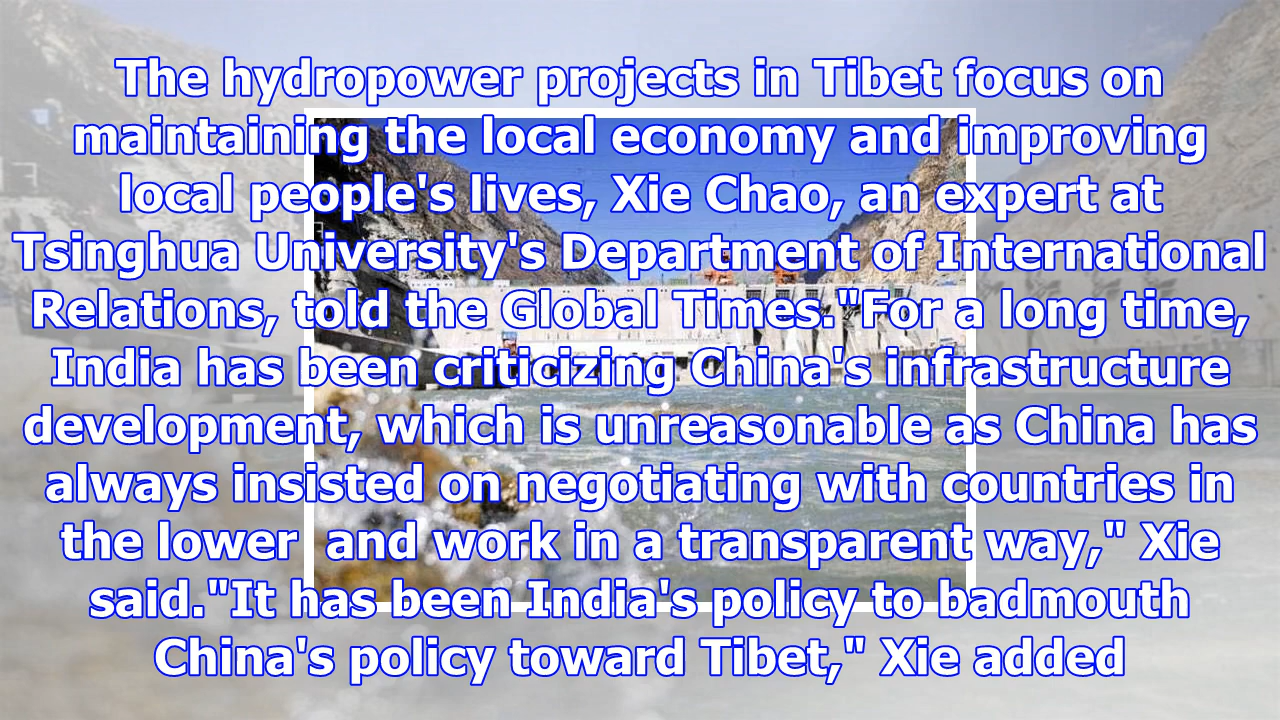 The hydropower projects in Tibet focus on
maintaining the local economy and improving
local people's lives, Xie Chao, an expert at
Tsinghua University's Department of International
Relations, told the Global Times."For a long time,
India has been criticizing China's infrastructure
development, which is unreasonable as China has
always insisted on negotiating with countries in
the lower  and work in a transparent way," Xie
said."It has been India's policy to badmouth
China's policy toward Tibet," Xie added